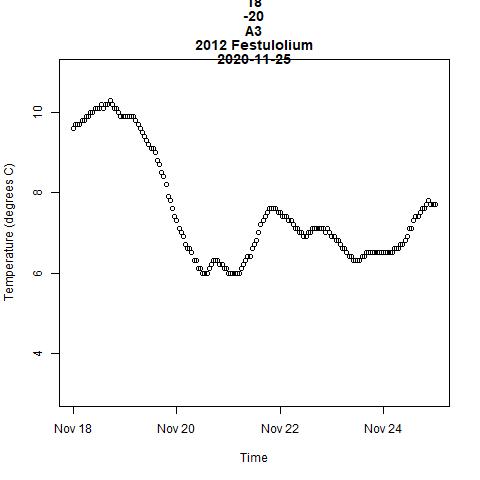 18
-20
A3
2012 Festulolium
2020-11-25
Temperature (degrees C)
10
8
6
4
Nov 18 Nov 20 Nov 22 Nov 24
Time